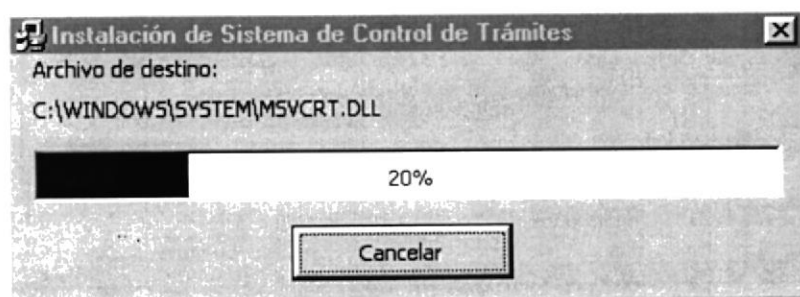 Instalación de Sistema de Control de Trámites
Archivo de destino:
C:\WINDOWS\SYSTEM\MSVCRT.DLL
20%
Cancelar